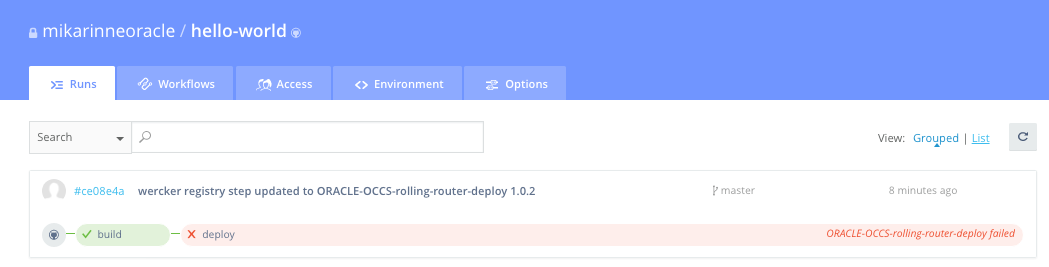 mikarinneoracle / hello-world
Runs Workflows Access Environment Options
Search View: Grouped | List
#ce08e4a wercker registry step updated to ORACLE-OCCS-rolling-router-deploy 1.0.2 master 8 minutes ago
build deploy ORACLE-OCCS-rolling-router-deploy failed